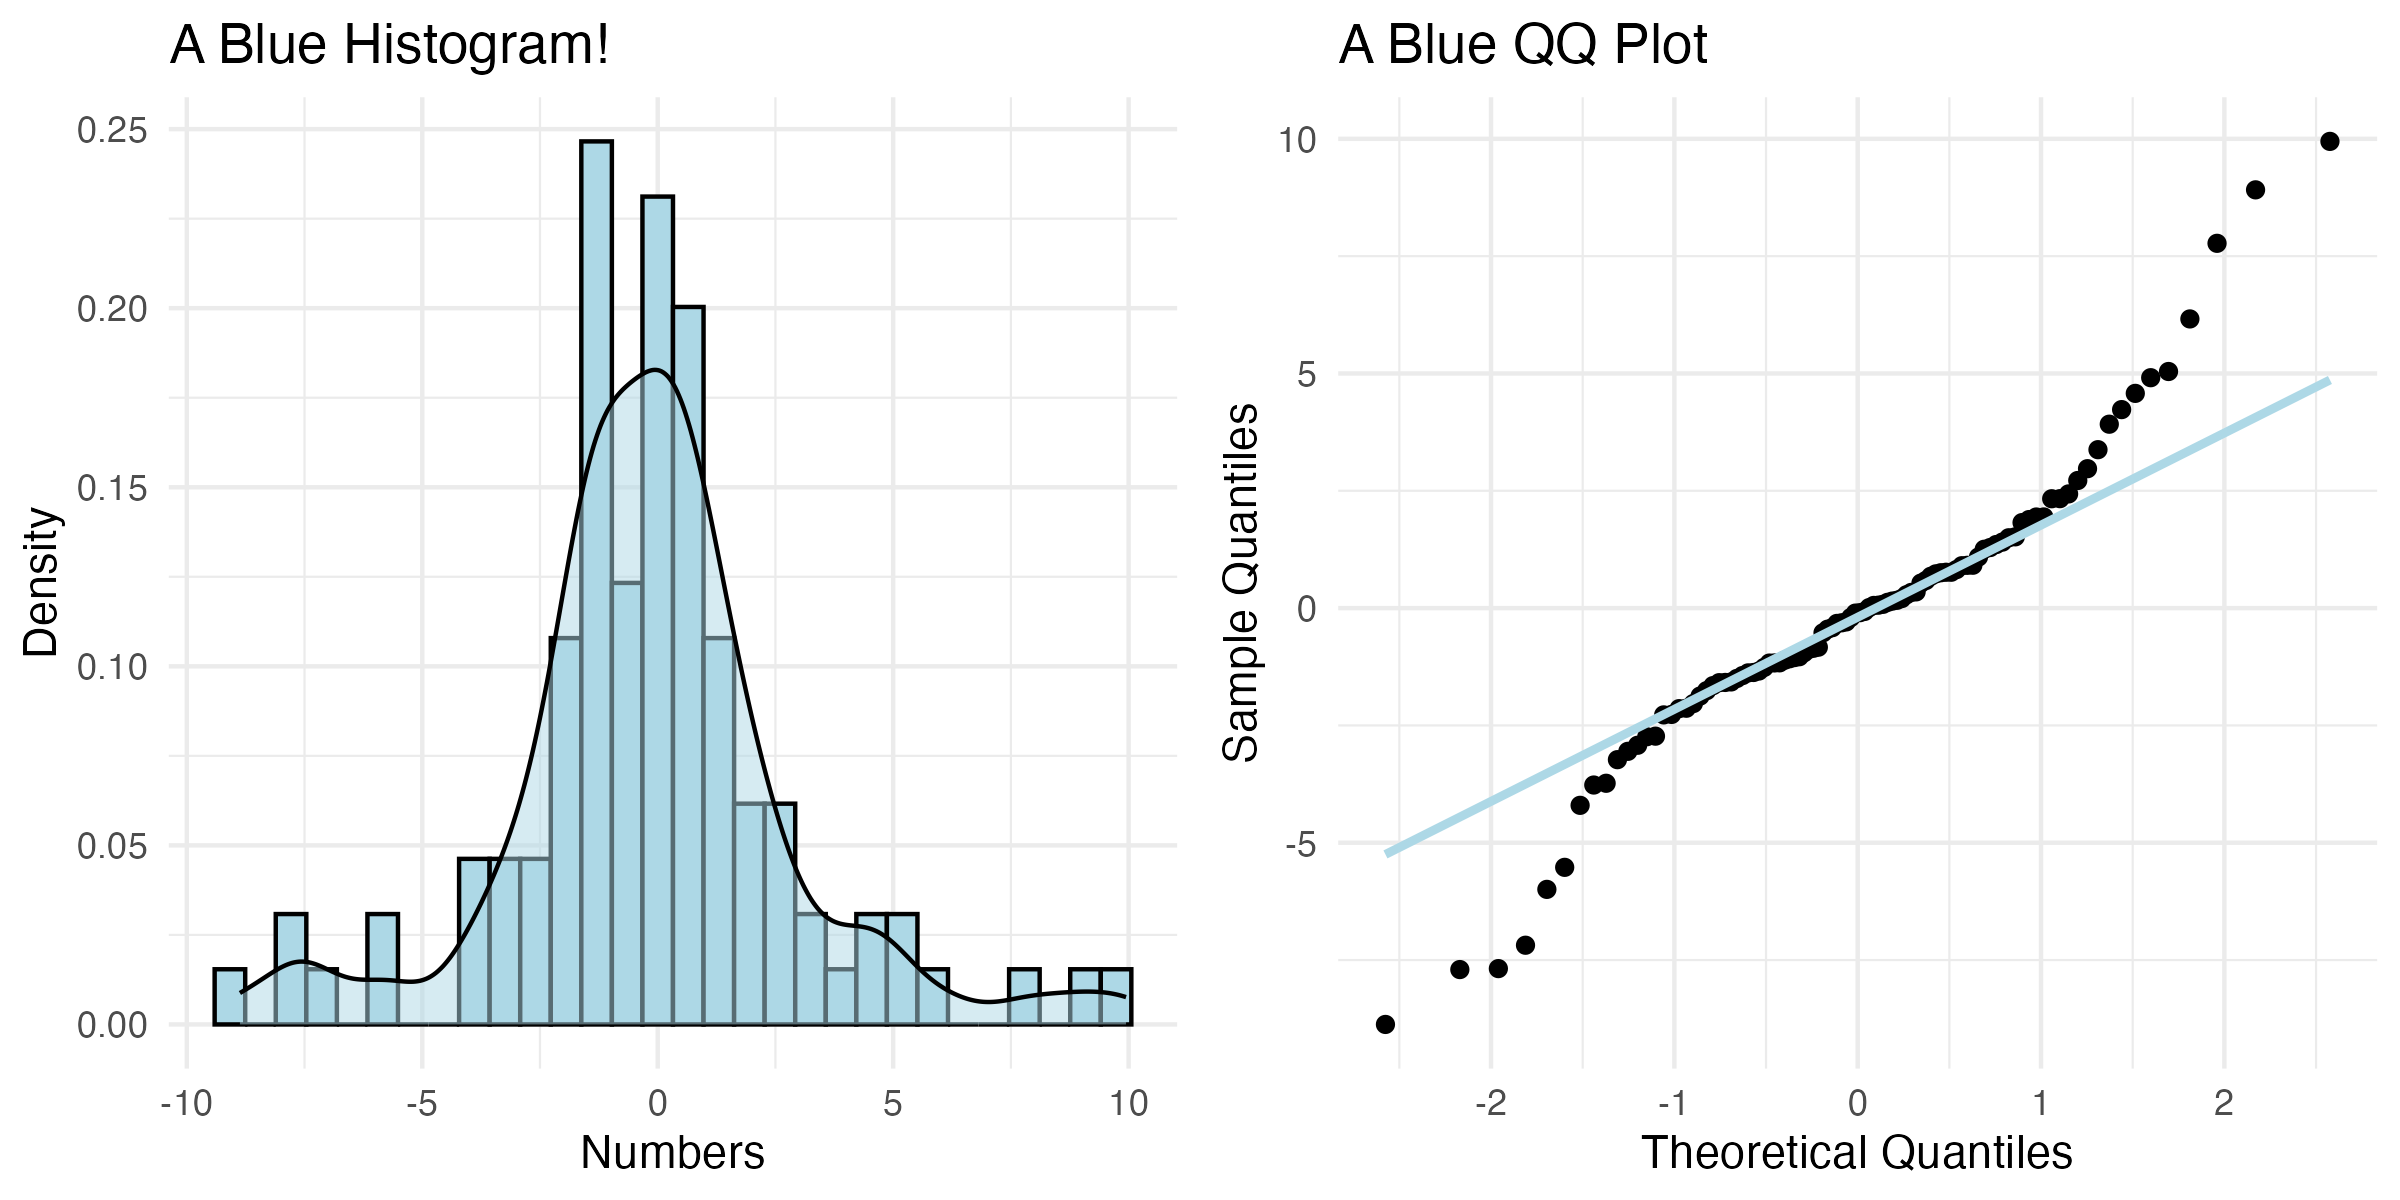 A Blue Histogram!
0.25
0.20
0.15
0.10
0.05
0.00
Density
-10 -5 0 5 10
Numbers
A Blue QQ Plot
10
5
0
-5
Sample Quantiles
-2 -1 0 1 2
Theoretical Quantiles